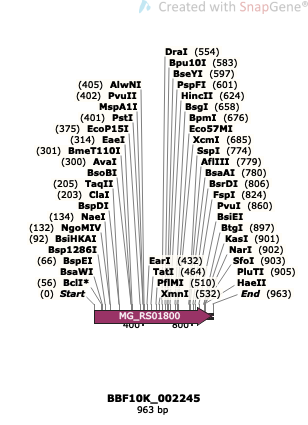 Created with SnapGene®
DraI (554)
Bpu10I (583)
BseYI (597)
(405) AlwNI PspFI (601)
(402) PvuII HincII (624)
MspA1I BsgI (658)
(401) PstI BpmI (676)
(375) EcoP15I Eco57MI
(314) EaeI XcmI (685)
(301) BmeT110I SspI (774)
(300) AvaI AflIII (779)
BsoBI BsaAI (780)
(205) TaqII BsrDI (806)
(203) ClaI FspI (824)
BspDI PvuI (860)
(134) NaeI BsiEI
(132) NgoMIV BtgI (897)
(92) BsiHKAI KasI (901)
Bsp1286I NarI (902)
(66) BspEI EarI (432) SfoI (903)
BsaWI TatI (464) PluTI (905)
(56) BclI* PflMI (510) HaeII
(0) Start XmnI (532) End (963)
MG_RS01800
400 800
BBF10K_002245
963 bp